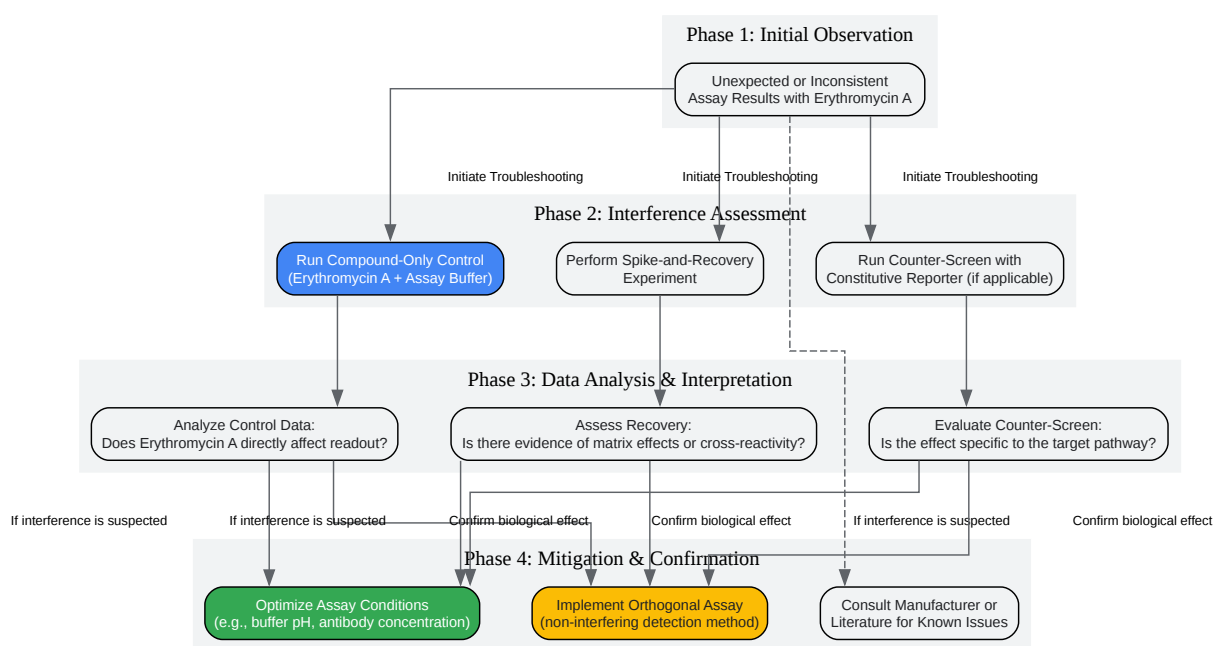 Phase 1: Initial Observation
Unexpected or Inconsistent
Assay Results with Erythromycin A
Initiate Troubleshooting
Initiate Troubleshooting
Initiate Troubleshooting
Phase 2: Interference Assessment
Run Compound-Only Control
(Erythromycin A + Assay Buffer)
Perform Spike-and-Recovery
Experiment
Run Counter-Screen with
Constitutive Reporter (if applicable)
Phase 3: Data Analysis & Interpretation
Analyze Control Data:
Does Erythromycin A directly affect readout?
Assess Recovery:
Is there evidence of matrix effects or cross-reactivity?
Evaluate Counter-Screen:
Is the effect specific to the target pathway?
If interference is suspected
If interference is suspected
Confirm biological effect
Confirm biological effect
If interference is suspected
Confirm biological effect
Phase 4: Mitigation & Confirmation
Optimize Assay Conditions
(e.g., buffer pH, antibody concentration)
Implement Orthogonal Assay
(non-interfering detection method)
Consult Manufacturer or
Literature for Known Issues